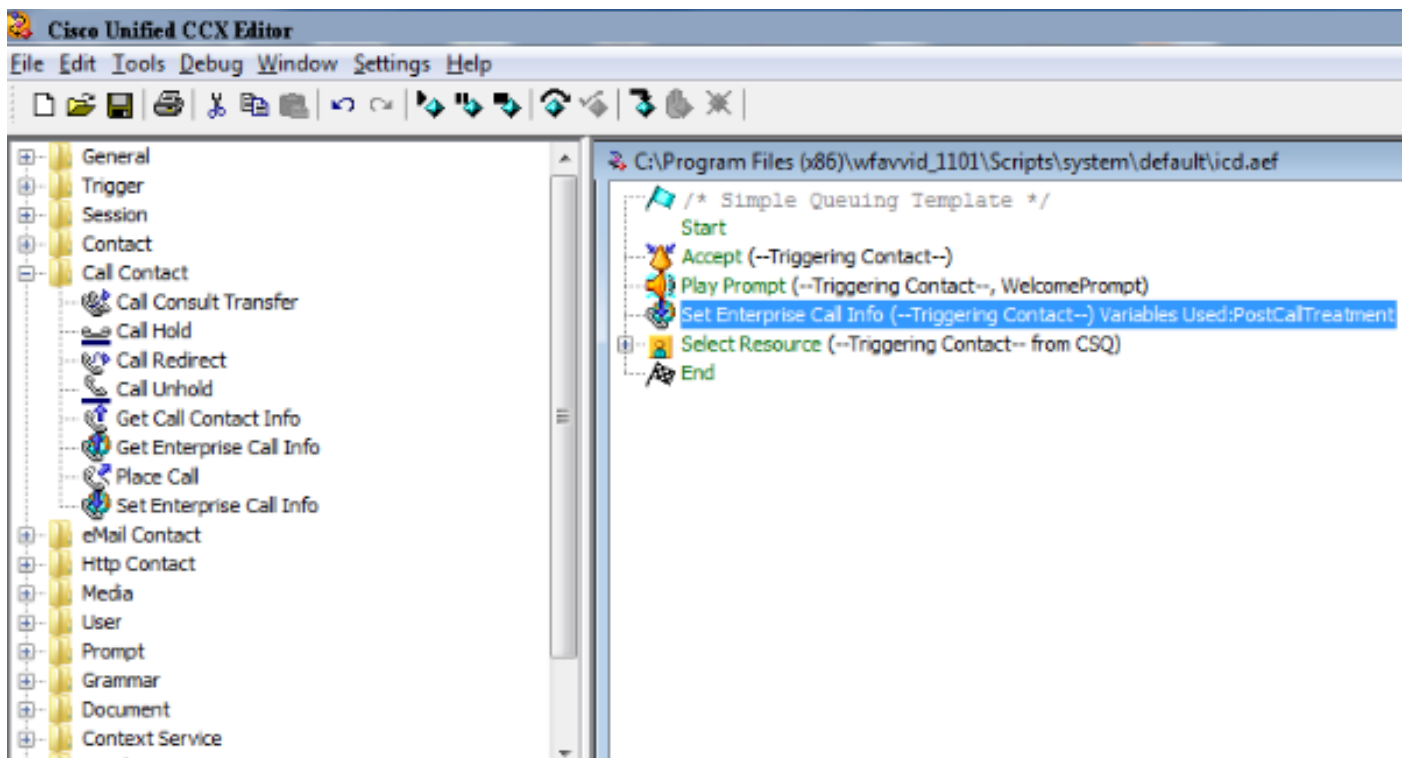 Cisco Unified CCX Editor
File Edit Tools Debug Window Settings Help
General
Trigger
Session
Contact
Call Contact
Call Consult Transfer
Call Hold
Call Redirect
Call Unhold
Get Call Contact Info
Get Enterprise Call Info
Place Call
Set Enterprise Call Info
eMail Contact
Http Contact
Media
User
Prompt
Grammar
Document
Context Service
C:\Program Files (x86)\wfavvid_1101\Scripts\system\default\icd.aef
/* Simple Queuing Template */
Start
Accept (--Triggering Contact--)
Play Prompt (--Triggering Contact--, WelcomePrompt)
Set Enterprise Call Info (--Triggering Contact--) Variables Used:PostCallTreatment
Select Resource (--Triggering Contact-- from CSQ)
End